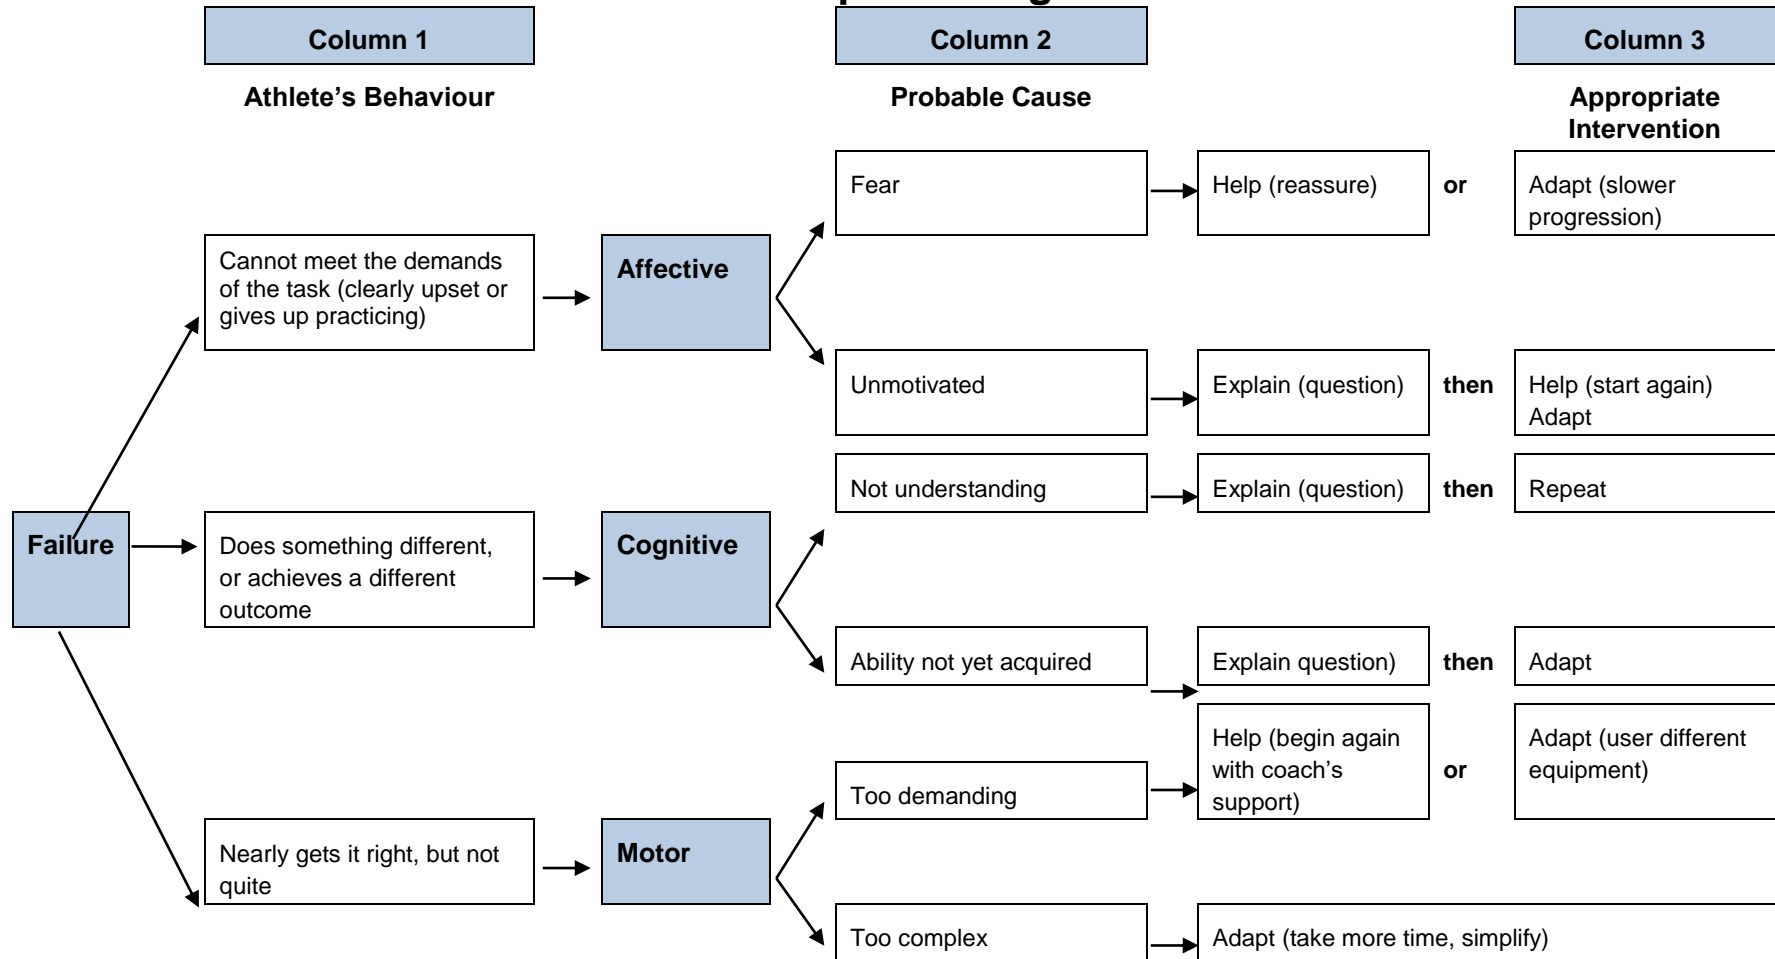 Column 1
Column 2
Column 3
Athlete's Behaviour
Probable Cause
Appropriate
Intervention
Fear
Help (reassure)
or
Adapt (slower
progression)
Cannot meet the demands
of the task (clearly upset or
gives up practicing)
Affective
Unmotivated
Explain (question)
then
Help (start again)
Adapt
Not understanding
Explain (question)
then
Repeat
Failure
Does something different,
or achieves a different
outcome
Cognitive
Ability not yet acquired
Explain question)
then
Adapt
Help (begin again
with coach's
support)
or
Adapt (user different
equipment)
Too demanding
Nearly gets it right, but not
quite
Motor
Too complex
Adapt (take more time, simplify)